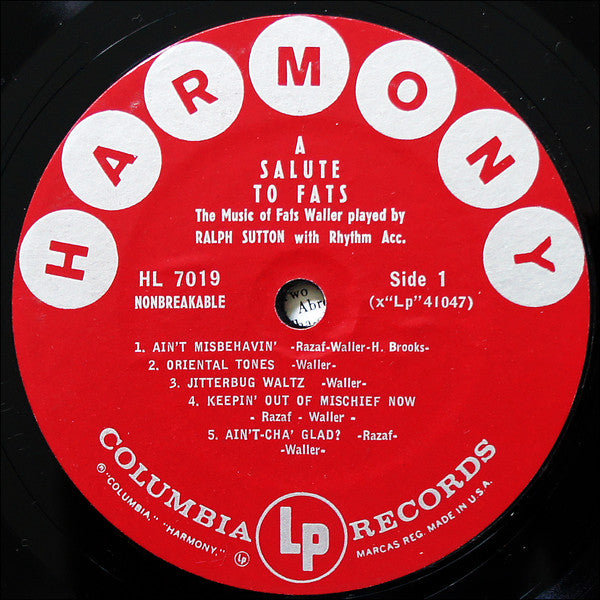 HARMONY
A
SALUTE
TO FATS
The Music of Fats Waller played by
RALPH SUTTON with Rhythm Acc.
HL 7019
NONBREAKABLE
Side 1
(x"Lp"41047)
Two
Abr
1. AIN'T MISBEHAVIN' -Razaf-Waller-H. Brooks-
2. ORIENTAL TONES -Waller-
3. JITTERBUG WALTZ -Waller-
4. KEEPIN' OUT OF MISCHIEF NOW
- Razaf - Waller -
5. AIN'T-CHA' GLAD? -Razaf-
-Waller-
COLUMBIA Lp RECORDS
® "COLUMBIA," "HARMONY," Lp MARCAS REG. MADE IN U.S.A.